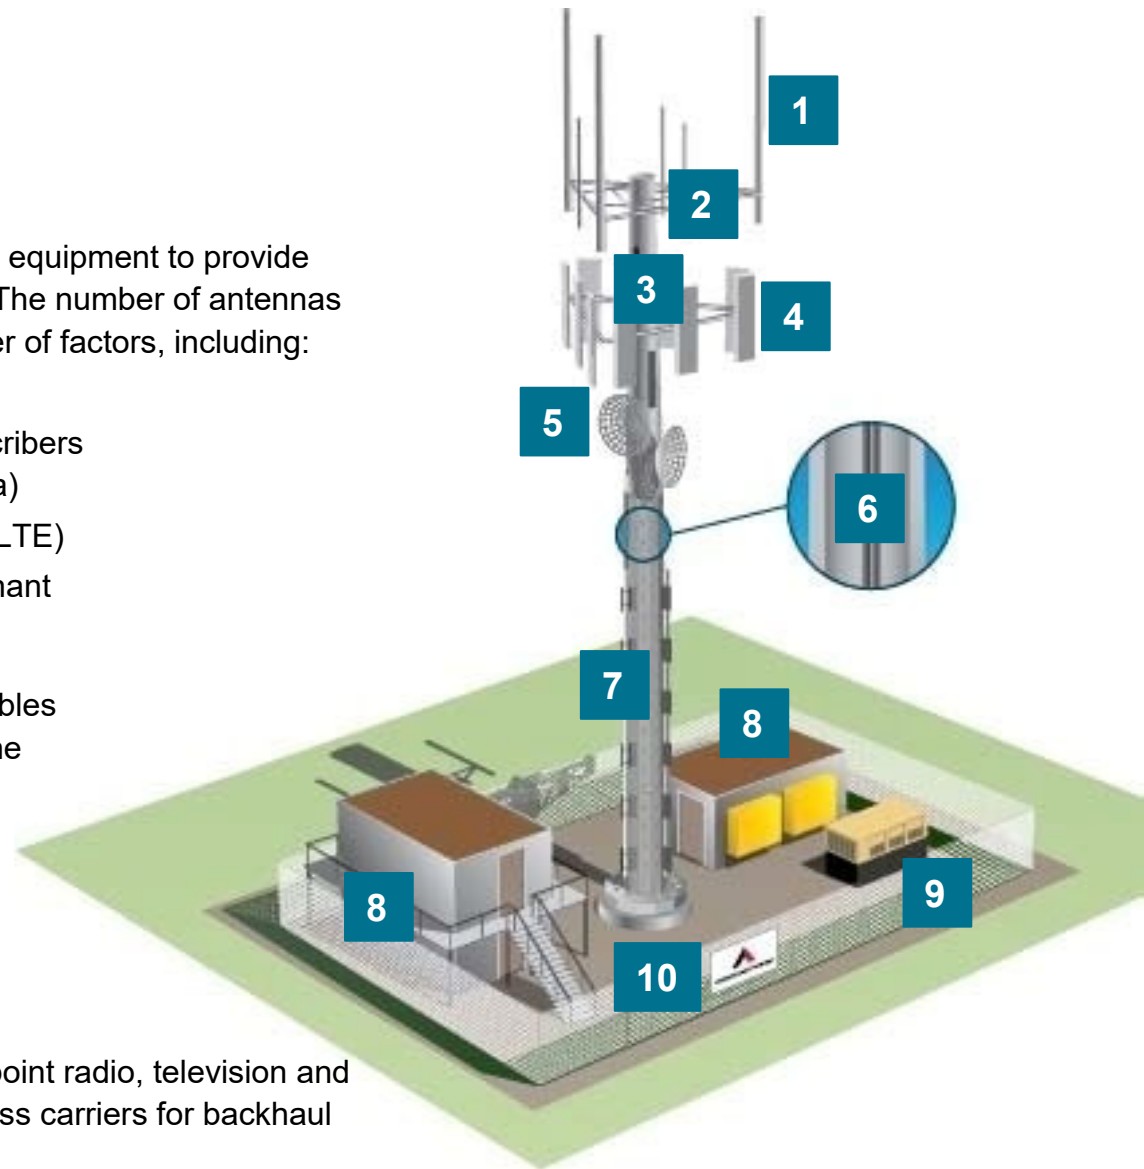 1
2
equipment to provide
The number of antennas
3
4
er of factors, including:
5
cribers
a)
6
LTE)
nant
7
bles
8
ne
8
9
10
point radio, television and
ss carriers for backhaul